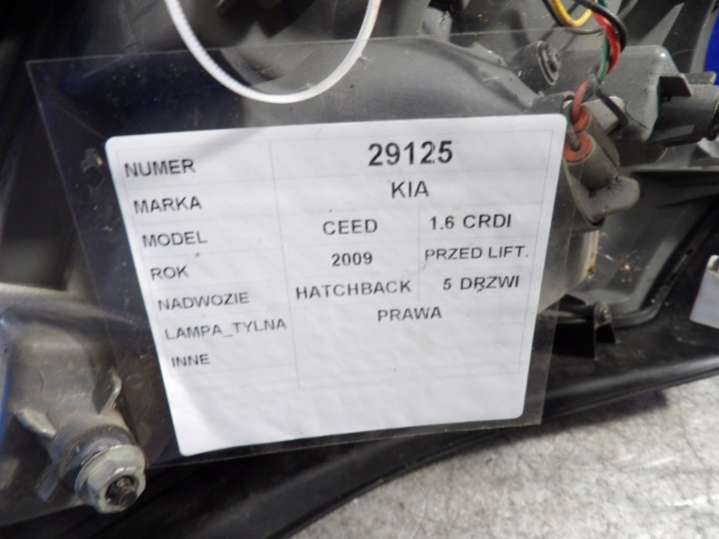 NUMER 29125
MARKA KIA
MODEL CEED 1.6 CRDI
ROK 2009 PRZED LIFT.
NADWOZIE HATCHBACK 5 DRZWI
LAMPA_TYLNA PRAWA
INNE